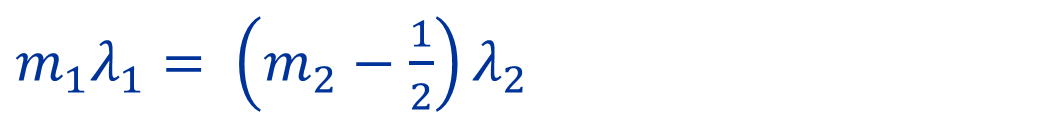 m₁λ₁ = (m₂ − 1/2) λ₂